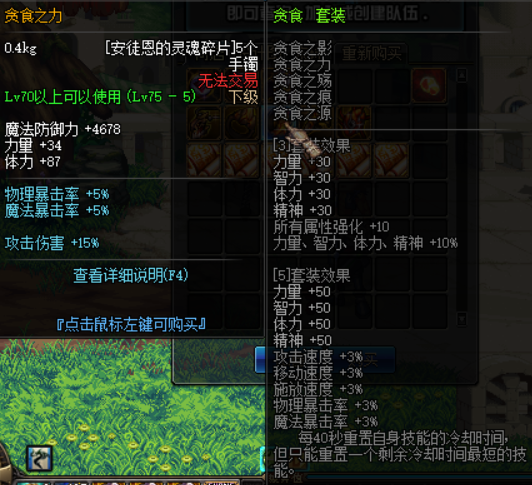 贪食之力
0.4kg
[安徒恩的灵魂碎片]5个
手镯
无法交易
Lv70以上可以使用 (Lv75 - 5)
下级
魔法防御力 +4678
力量 +34
体力 +87
物理暴击率 +5%
魔法暴击率 +5%
攻击伤害 +15%
查看详细说明(F4)
『点击鼠标左键可购买』
贪食 套装
贪食之影
贪食之力
贪食之殇
贪食之痕
贪食之源
[3]套装效果
力量 +30
智力 +30
体力 +30
精神 +30
所有属性强化 +10
力量、智力、体力、精神 +10%
[5]套装效果
力量 +50
智力 +50
体力 +50
精神 +50
攻击速度 +3%
移动速度 +3%
施放速度 +3%
物理暴击率 +3%
魔法暴击率 +3%
每40秒重置自身技能的冷却时间,
但只能重置一个剩余冷却时间最短的技
能。
重新购买
创建队伍.